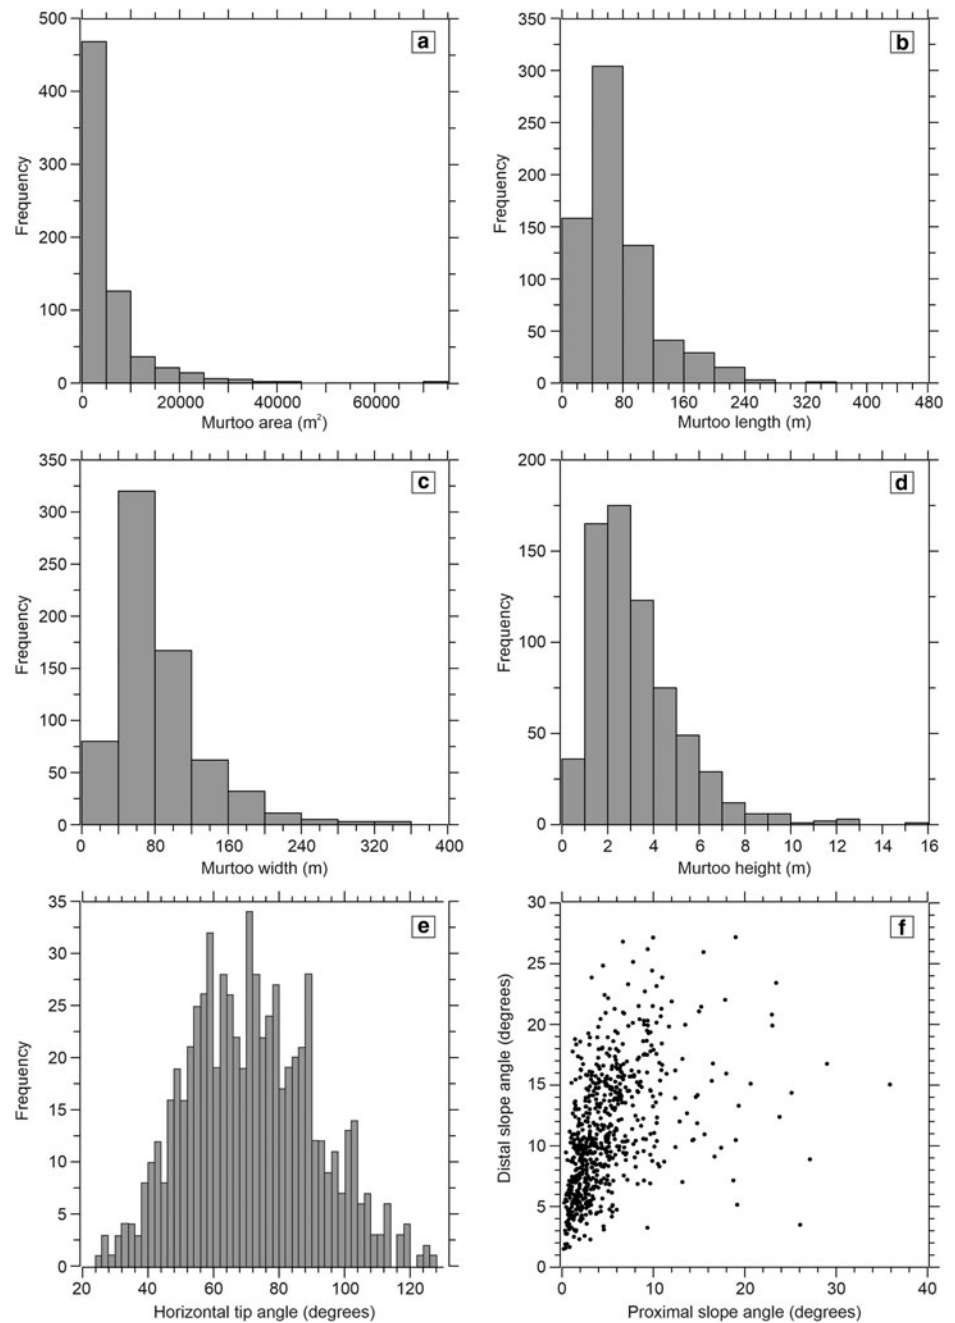 a
500
400
300
200
100
0
Frequency
0 20000 40000 60000
Murtoo area (m²)
b
350
300
250
200
150
100
50
0
Frequency
0 80 160 240 320 400 480
Murtoo length (m)
c
350
300
250
200
150
100
50
0
Frequency
0 80 160 240 320 400
Murtoo width (m)
d
200
150
100
50
0
Frequency
0 2 4 6 8 10 12 14 16
Murtoo height (m)
e
35
30
25
20
15
10
5
0
Frequency
20 40 60 80 100 120
Horizontal tip angle (degrees)
f
30
25
20
15
10
5
0
Distal slope angle (degrees)
0 10 20 30 40
Proximal slope angle (degrees)